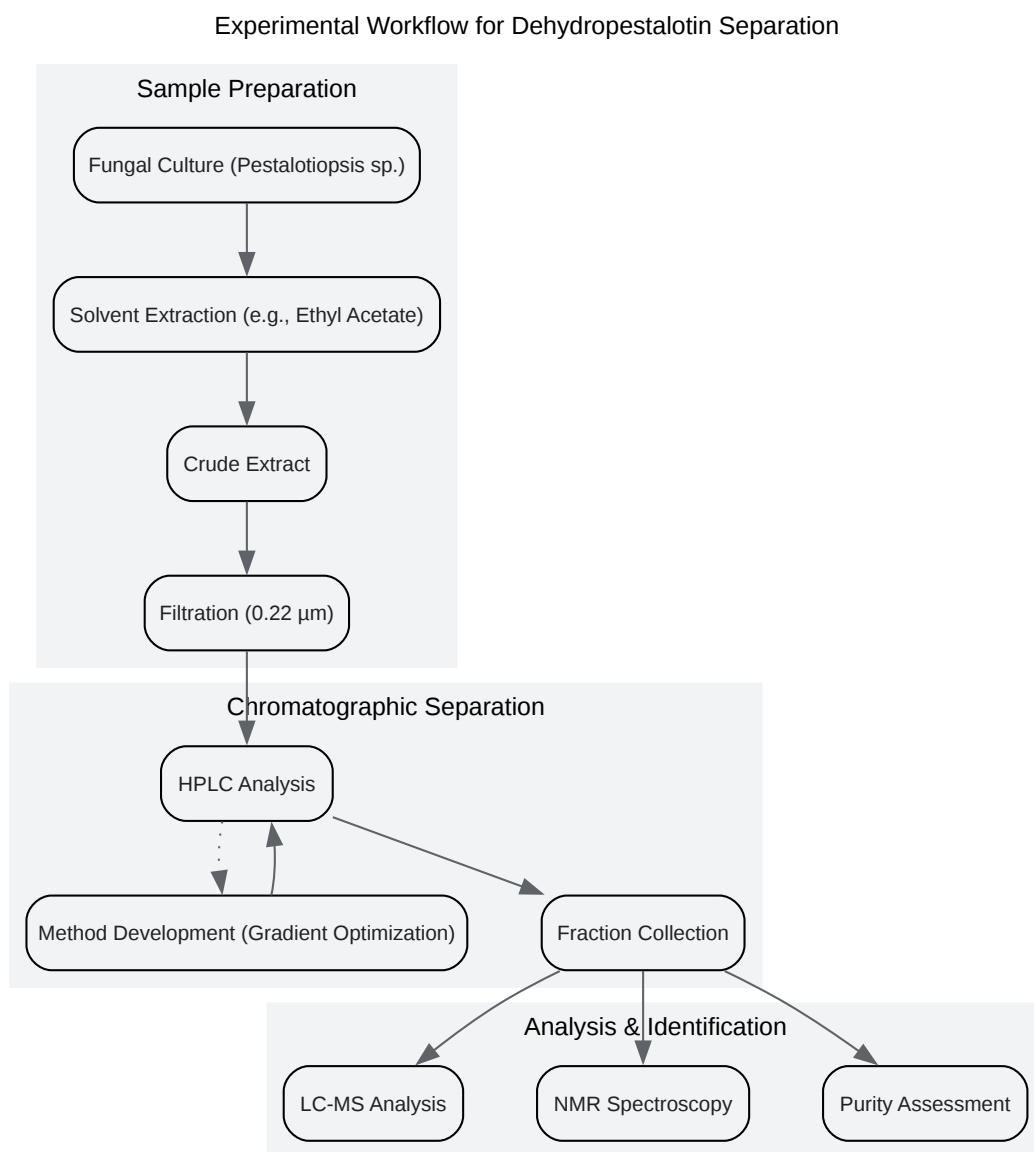 Experimental Workflow for Dehydropestalotin Separation
Sample Preparation
Fungal Culture (Pestalotiopsis sp.)
Solvent Extraction (e.g., Ethyl Acetate)
Crude Extract
Filtration (0.22 µm)
Chromatographic Separation
HPLC Analysis
Method Development (Gradient Optimization)
Fraction Collection
Analysis & Identification
LC-MS Analysis
NMR Spectroscopy
Purity Assessment